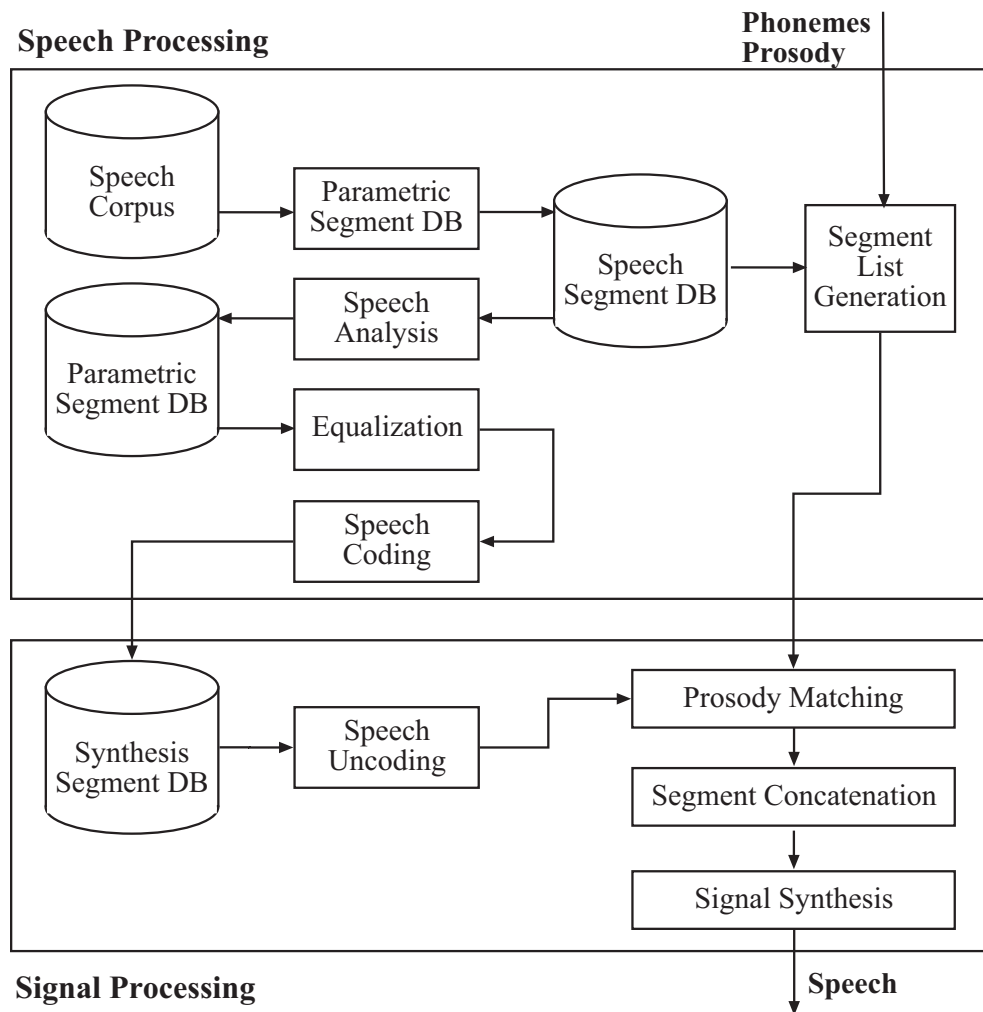 Speech Processing
Phonemes
Prosody
Speech
Corpus
Parametric
Segment DB
Speech
Segment DB
Segment
List
Generation
Speech
Analysis
Parametric
Segment DB
Equalization
Speech
Coding
Synthesis
Segment DB
Speech
Uncoding
Prosody Matching
Segment Concatenation
Signal Synthesis
Signal Processing
Speech